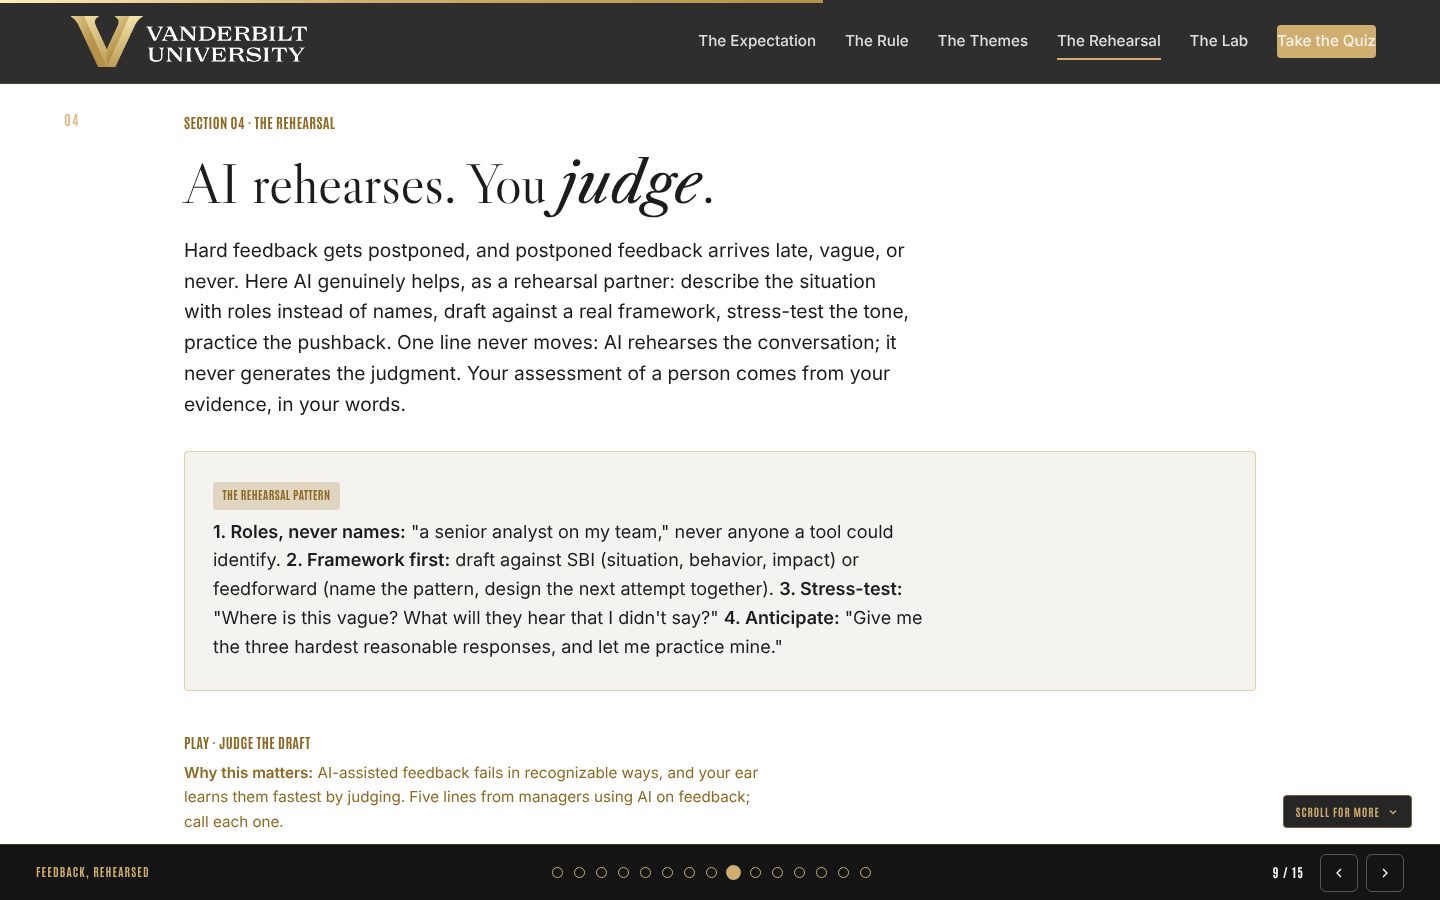 VANDERBILT
UNIVERSITY
The Expectation
The Rule
The Themes
The Rehearsal
The Lab
Take the Quiz
04
SECTION 04 · THE REHEARSAL
AI rehearses. You judge.
Hard feedback gets postponed, and postponed feedback arrives late, vague, or
never. Here AI genuinely helps, as a rehearsal partner: describe the situation
with roles instead of names, draft against a real framework, stress-test the tone,
practice the pushback. One line never moves: AI rehearses the conversation; it
never generates the judgment. Your assessment of a person comes from your
evidence, in your words.
THE REHEARSAL PATTERN
1. Roles, never names: "a senior analyst on my team," never anyone a tool could
identify. 2. Framework first: draft against SBI (situation, behavior, impact) or
feedforward (name the pattern, design the next attempt together). 3. Stress-test:
"Where is this vague? What will they hear that I didn't say?" 4. Anticipate: "Give me
the three hardest reasonable responses, and let me practice mine."
PLAY · JUDGE THE DRAFT
Why this matters: AI-assisted feedback fails in recognizable ways, and your ear
learns them fastest by judging. Five lines from managers using AI on feedback;
call each one.
SCROLL FOR MORE
FEEDBACK, REHEARSED
9 / 15